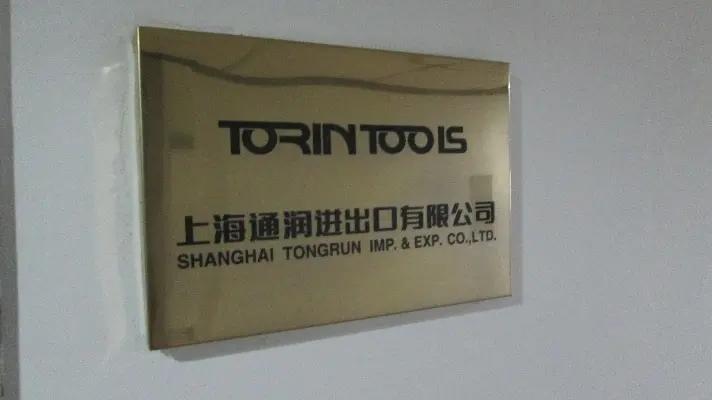 TORIN TOOLS
上海通润进出口有限公司
SHANGHAI TONGRUN IMP. & EXP. CO.,LTD.